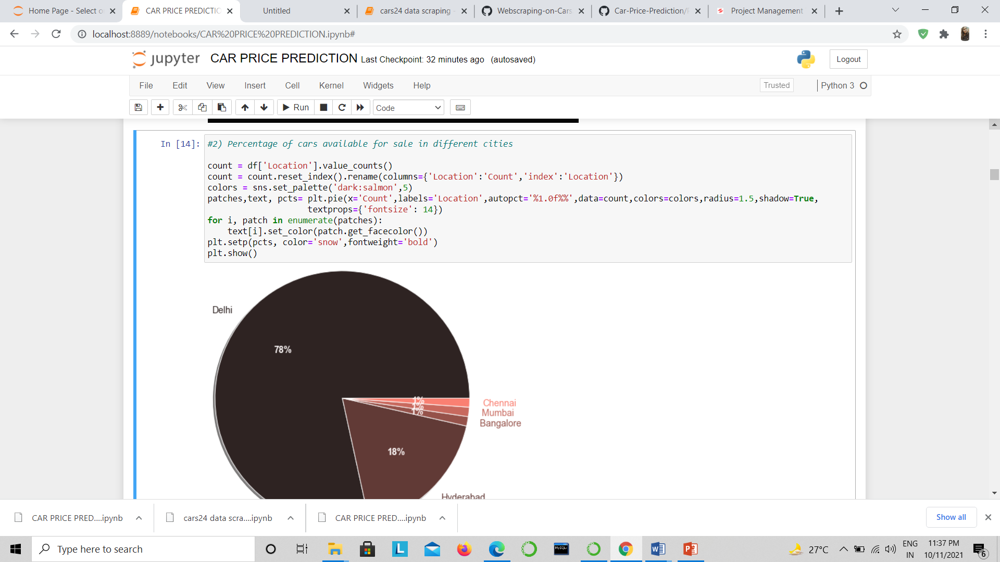 Home Page - Select o
CAR PRICE PREDICTIO
Untitled
cars24 data scraping -
Webscraping-on-Cars
Car-Price-Prediction/
Project Management
localhost:8889/notebooks/CAR%20PRICE%20PREDICTION.ipynb#
jupyter CAR PRICE PREDICTION Last Checkpoint: 32 minutes ago (autosaved)
Logout
File Edit View Insert Cell Kernel Widgets Help
Trusted
Python 3
Run
Code
In [14]: #2) Percentage of cars available for sale in different cities
count = df['Location'].value_counts()
count = count.reset_index().rename(columns={'Location':'Count','index':'Location'})
colors = sns.set_palette('dark:salmon',5)
patches,text, pcts= plt.pie(x='Count',labels='Location',autopct='%1.0f%%',data=count,colors=colors,radius=1.5,shadow=True,
textprops={'fontsize': 14})
for i, patch in enumerate(patches):
text[i].set_color(patch.get_facecolor())
plt.setp(pcts, color='snow',fontweight='bold')
plt.show()
Delhi
78%
1%
1%
1%
Chennai
Mumbai
Bangalore
18%
Hyderabad
CAR PRICE PRED....ipynb
cars24 data scra....ipynb
CAR PRICE PRED....ipynb
Show all
Type here to search
L
MySQL
27°C
ENG
IN
11:37 PM
10/11/2021
6